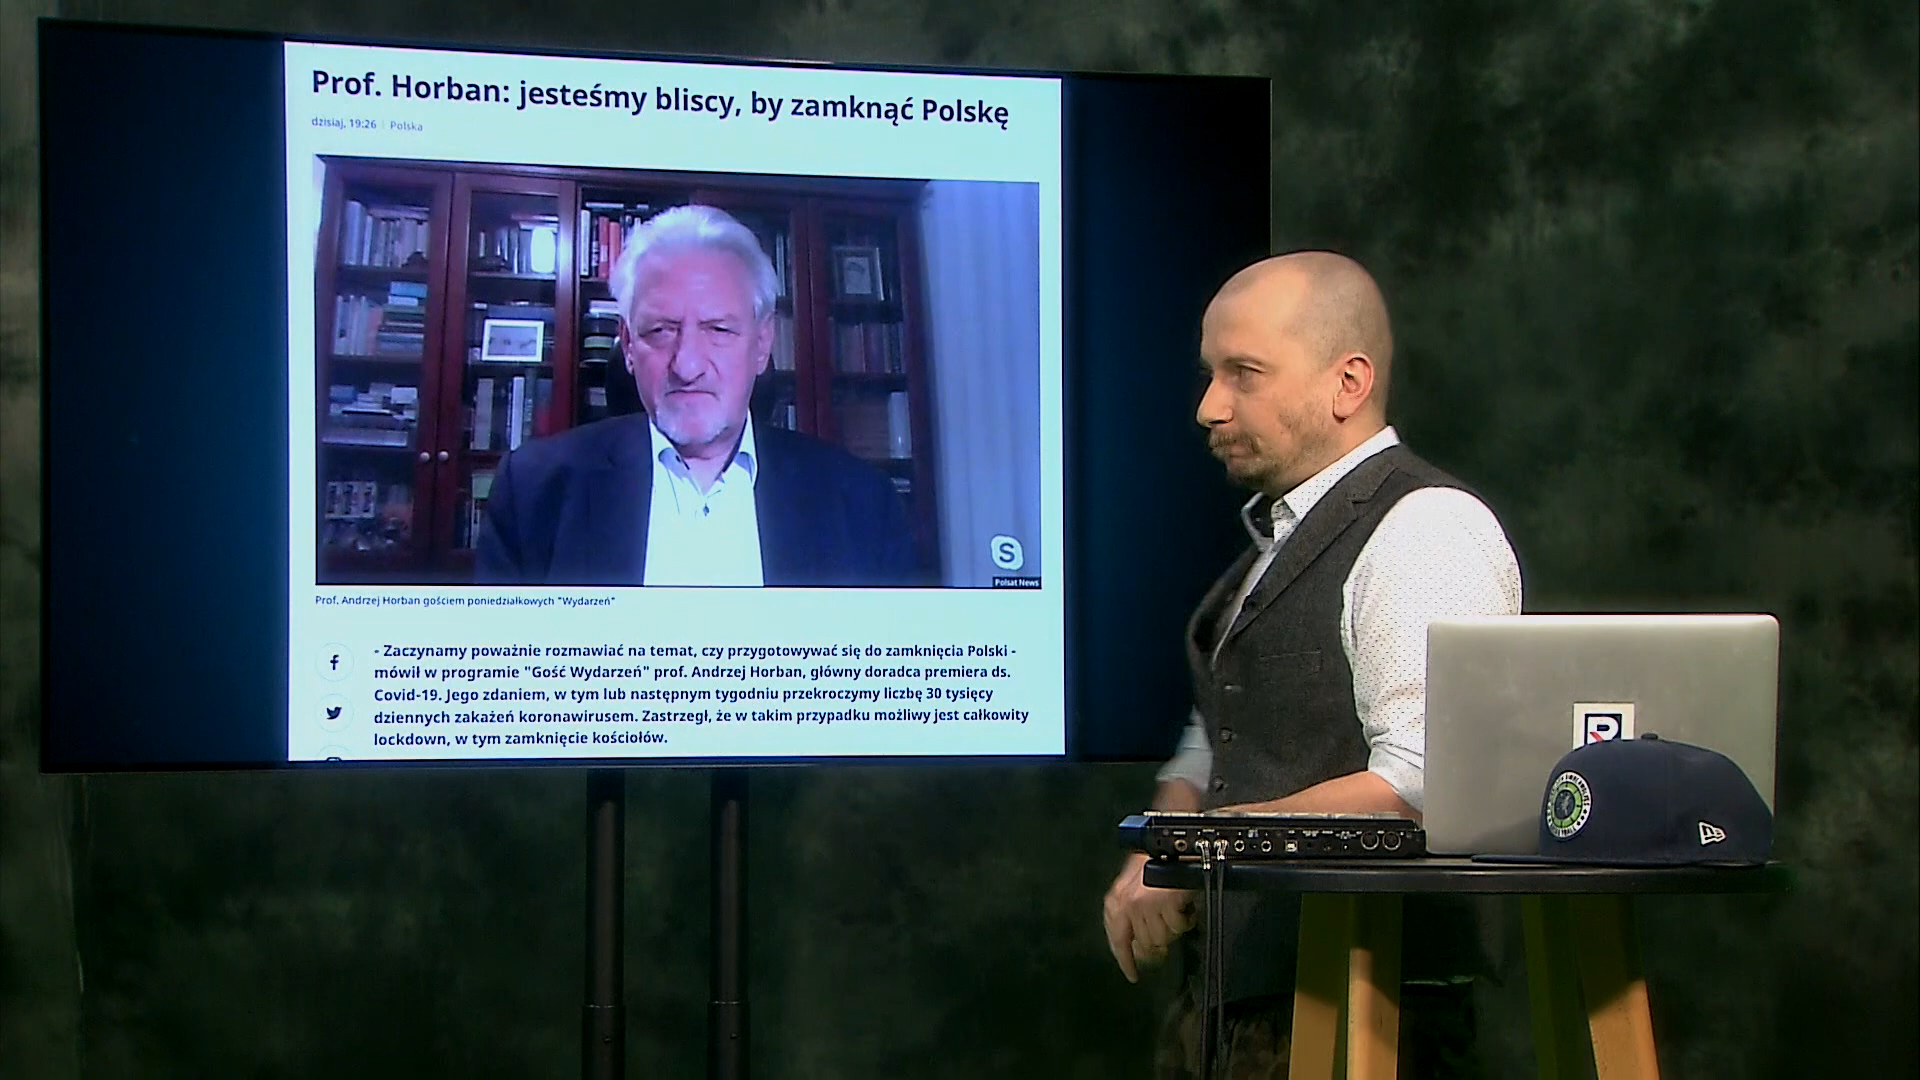 Prof. Horban: jesteśmy bliscy, by zamknąć Polskę
dzisiaj, 19:26 | Polska
S
Polsat News
Prof. Andrzej Horban gościem poniedziałkowych "Wydarzeń"
- Zaczynamy poważnie rozmawiać na temat, czy przygotowywać się do zamknięcia Polski -
mówił w programie "Gość Wydarzeń" prof. Andrzej Horban, główny doradca premiera ds.
Covid-19. Jego zdaniem, w tym lub następnym tygodniu przekroczymy liczbę 30 tysięcy
dziennych zakażeń koronawirusem. Zastrzegł, że w takim przypadku możliwy jest całkowity
lockdown, w tym zamknięcie kościołów.